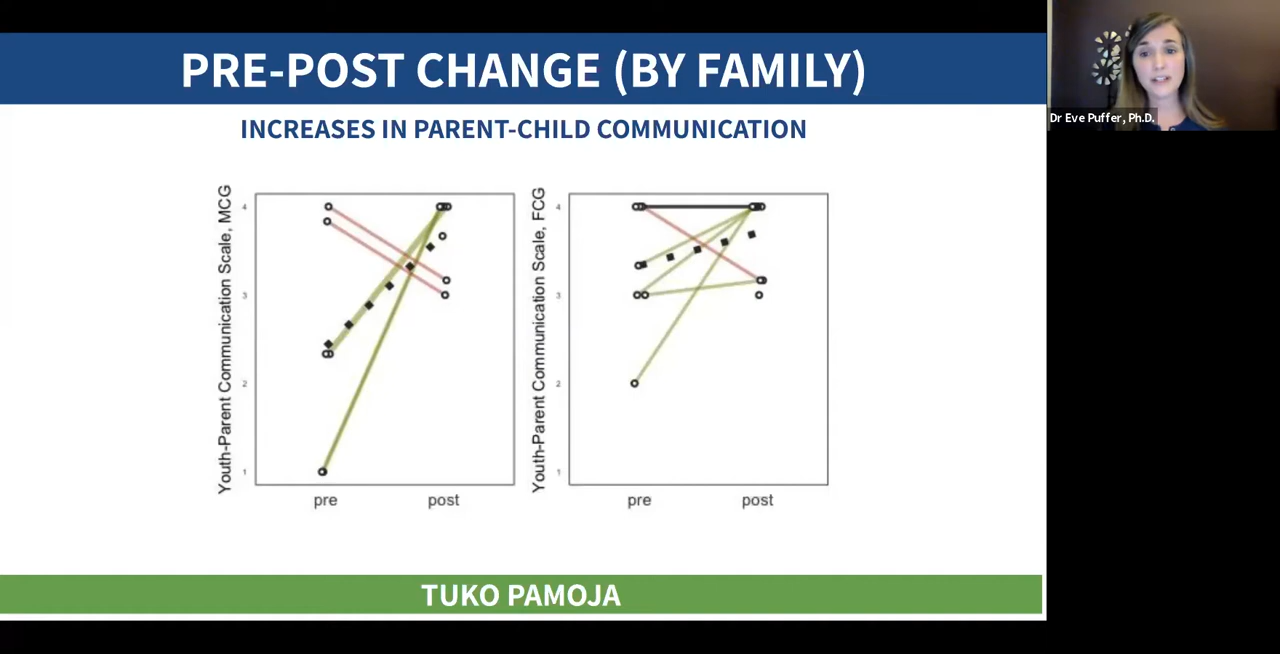 PRE-POST CHANGE (BY FAMILY)
INCREASES IN PARENT-CHILD COMMUNICATION
Dr Eve Puffer, Ph.D.
Youth-Parent Communication Scale, MCG
4
3
2
1
pre
post
Youth-Parent Communication Scale, FCG
4
3
2
1
pre
post
TUKO PAMOJA